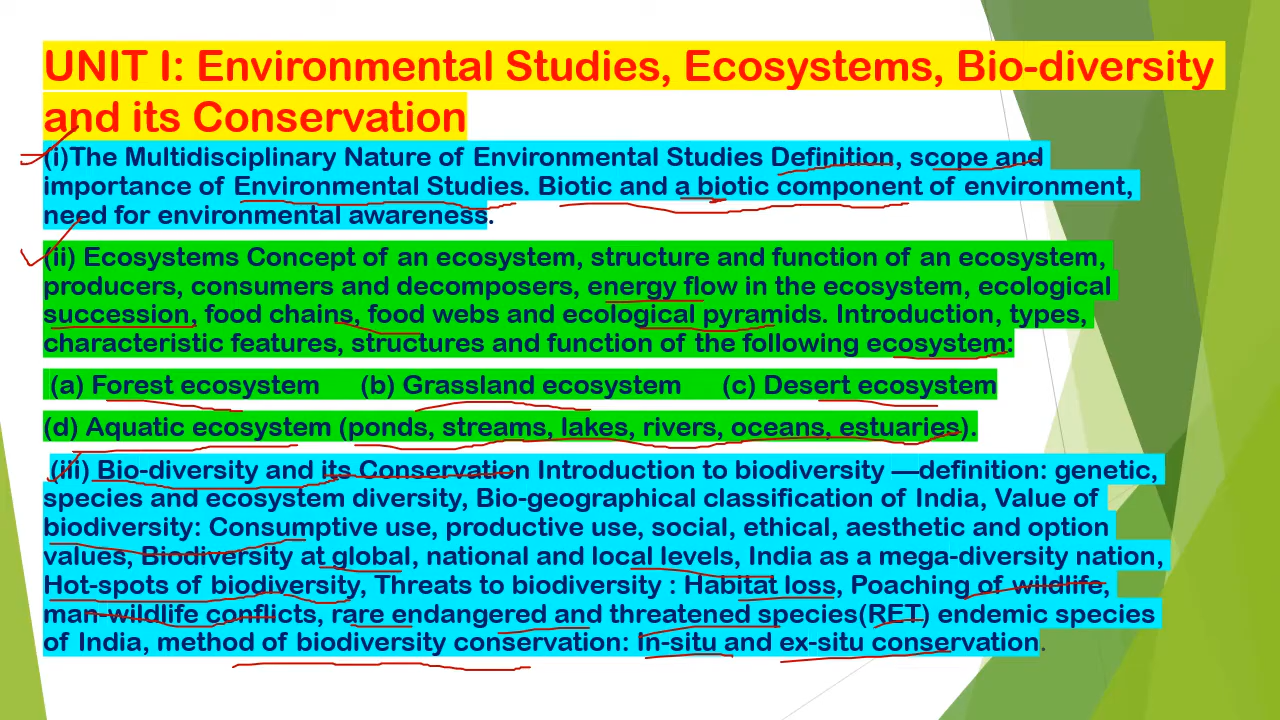 UNIT I: Environmental Studies, Ecosystems, Bio-diversity
and its Conservation
(i)The Multidisciplinary Nature of Environmental Studies Definition, scope and
importance of Environmental Studies. Biotic and a biotic component of environment,
need for environmental awareness.
(ii) Ecosystems Concept of an ecosystem, structure and function of an ecosystem,
producers, consumers and decomposers, energy flow in the ecosystem, ecological
succession, food chains, food webs and ecological pyramids. Introduction, types,
characteristic features, structures and function of the following ecosystem:
(a) Forest ecosystem (b) Grassland ecosystem (c) Desert ecosystem
(d) Aquatic ecosystem (ponds, streams, lakes, rivers, oceans, estuaries).
(iii) Bio-diversity and its Conservation Introduction to biodiversity —definition: genetic,
species and ecosystem diversity, Bio-geographical classification of India, Value of
biodiversity: Consumptive use, productive use, social, ethical, aesthetic and option
values, Biodiversity at global, national and local levels, India as a mega-diversity nation,
Hot-spots of biodiversity, Threats to biodiversity : Habitat loss, Poaching of wildlife,
man-wildlife conflicts, rare endangered and threatened species(RET) endemic species
of India, method of biodiversity conservation: In-situ and ex-situ conservation.